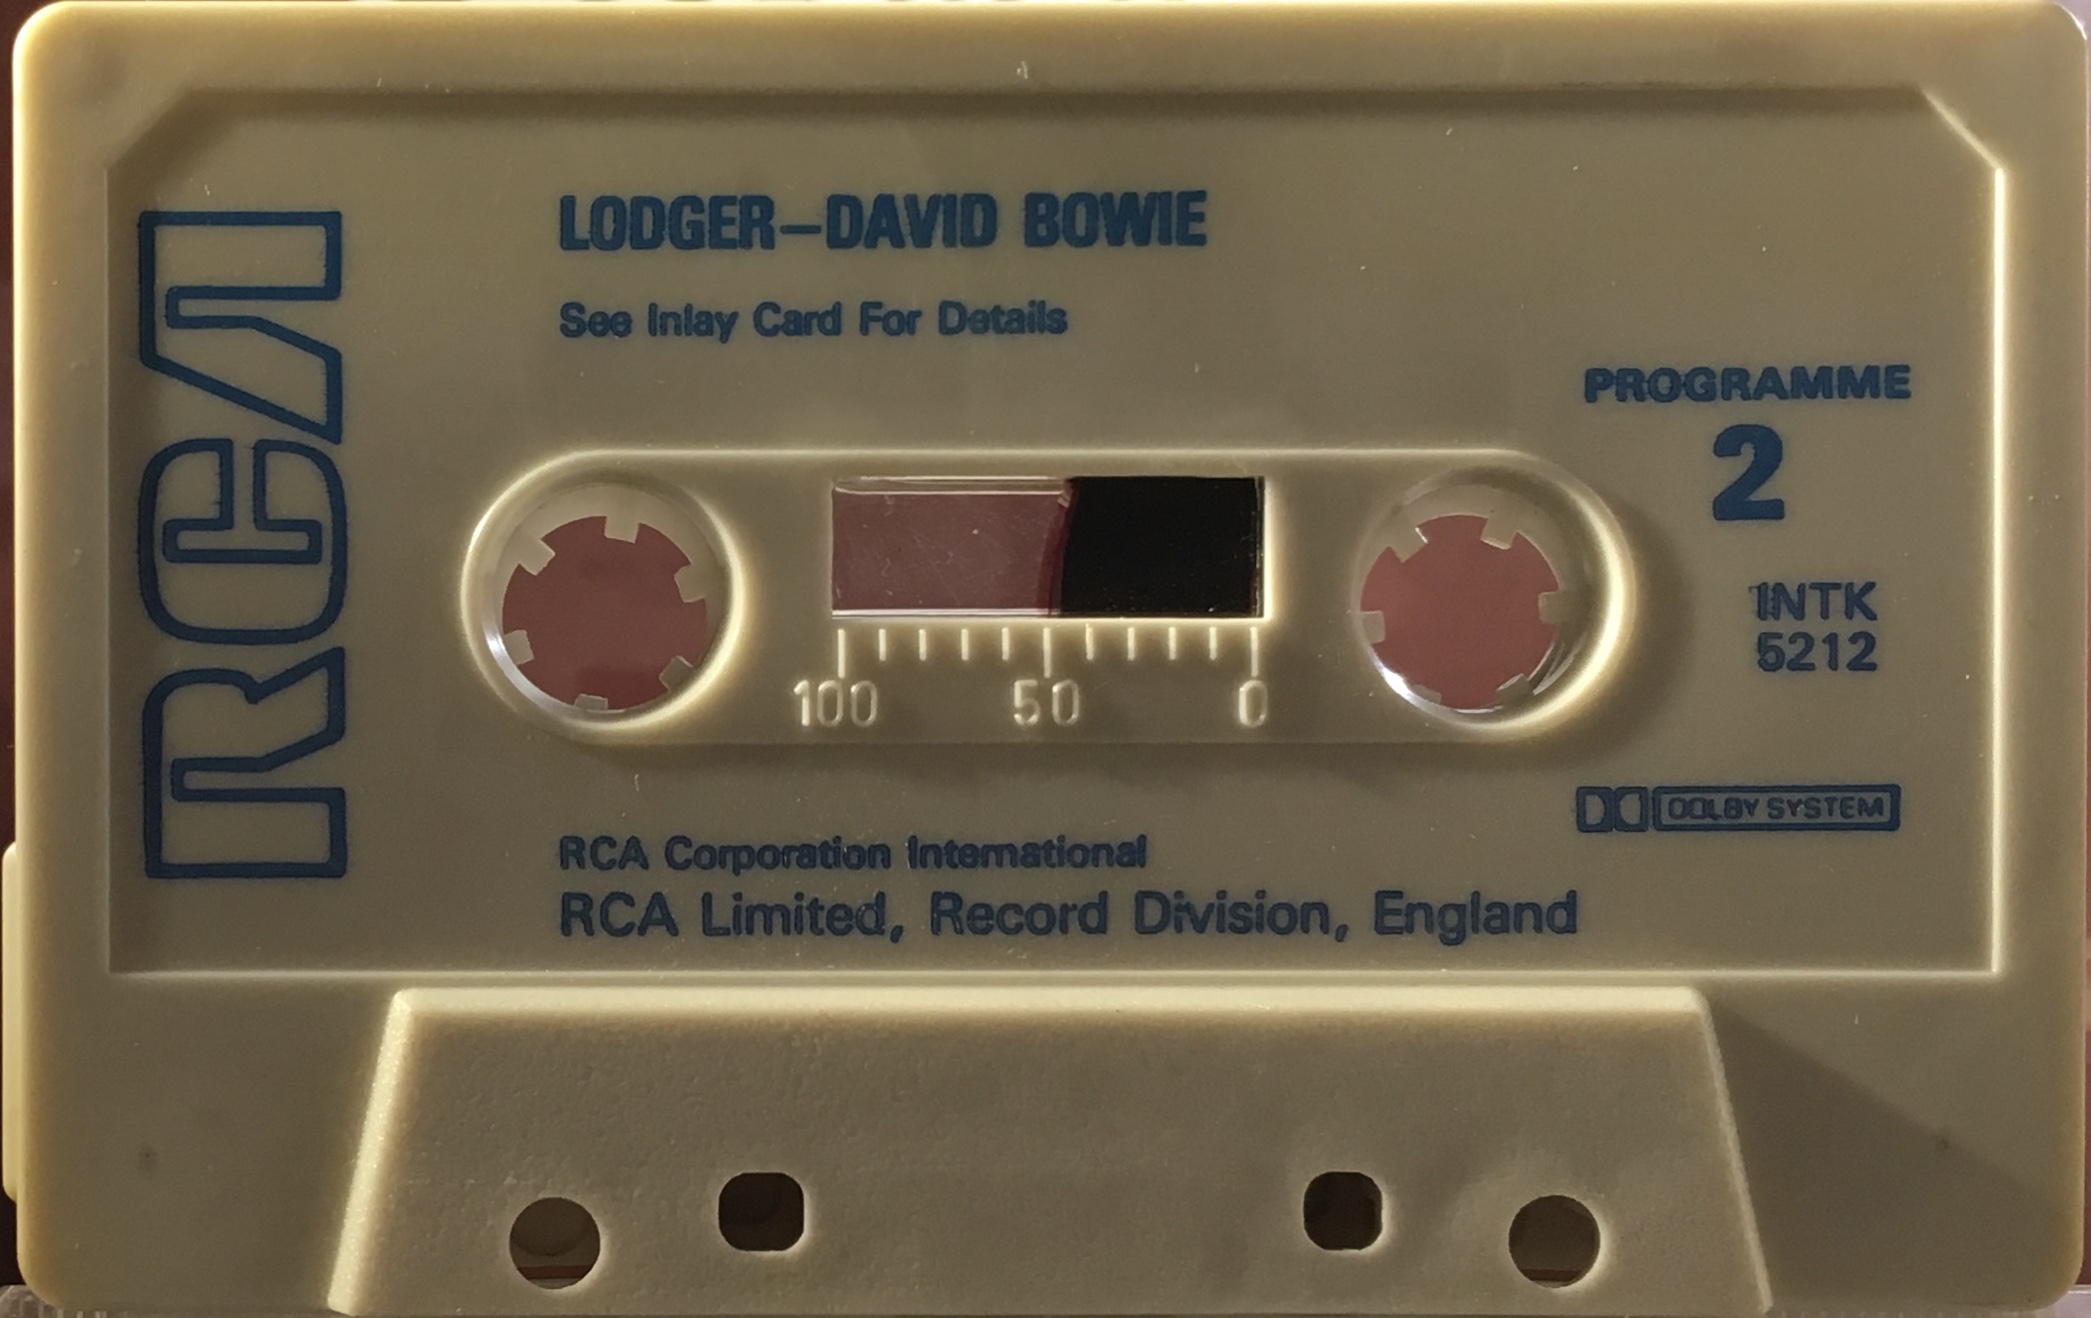 RCA
LODGER—DAVID BOWIE
See Inlay Card For Details
PROGRAMME
2
INTK
5212
100 50 0
DOLBY SYSTEM
RCA Corporation International
RCA Limited, Record Division, England